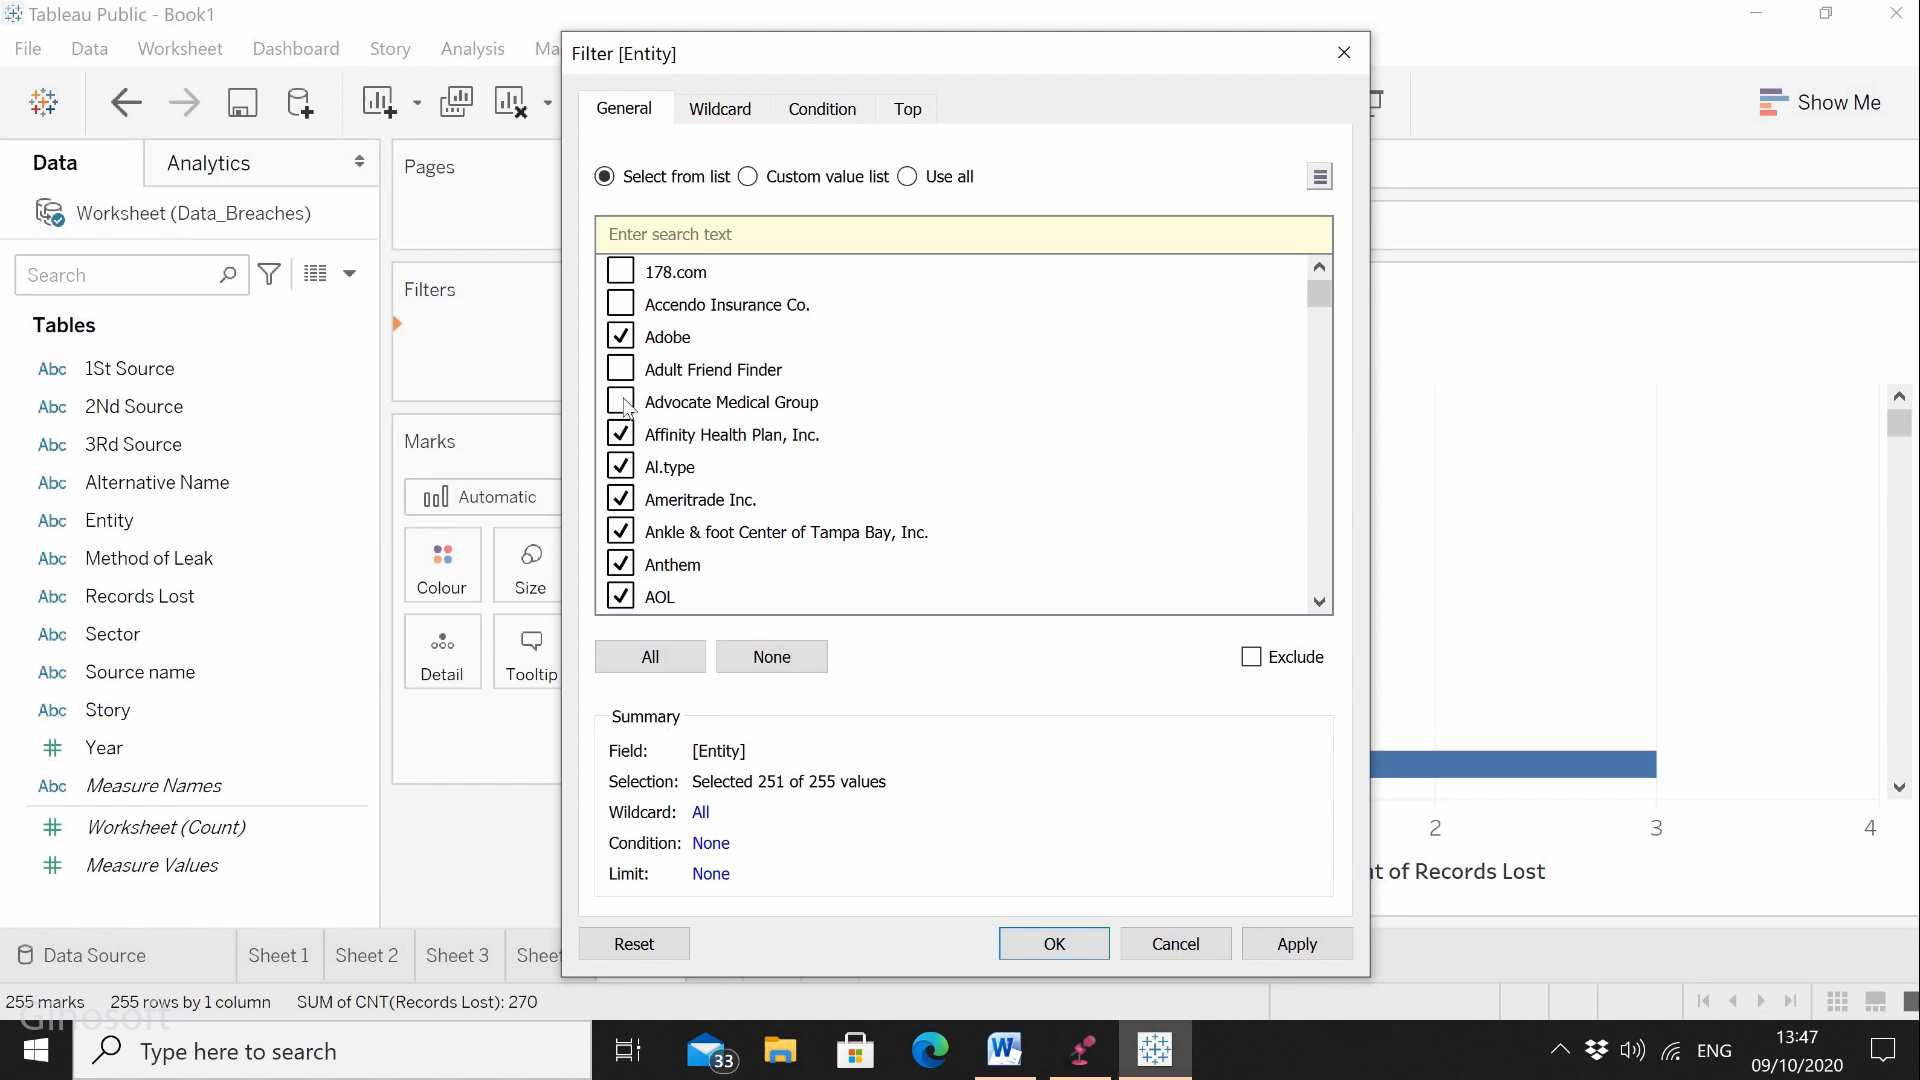 Tableau Public - Book1
File Data Worksheet Dashboard Story Analysis Ma
Show Me
Data
Analytics
Worksheet (Data_Breaches)
Search
Tables
Abc 1St Source
Abc 2Nd Source
Abc 3Rd Source
Abc Alternative Name
Abc Entity
Abc Method of Leak
Abc Records Lost
Abc Sector
Abc Source name
Abc Story
Year
Abc Measure Names
Worksheet (Count)
Measure Values
Pages
Filters
Marks
Automatic
Colour
Size
Detail
Tooltip
Filter [Entity]
General
Wildcard
Condition
Top
Select from list
Custom value list
Use all
Enter search text
178.com
Accendo Insurance Co.
Adobe
Adult Friend Finder
Advocate Medical Group
Affinity Health Plan, Inc.
Al.type
Ameritrade Inc.
Ankle & foot Center of Tampa Bay, Inc.
Anthem
AOL
All
None
Exclude
Summary
Field: [Entity]
Selection: Selected 251 of 255 values
Wildcard: All
Condition: None
Limit: None
Reset
OK
Cancel
Apply
2 3 4
nt of Records Lost
Data Source
Sheet 1
Sheet 2
Sheet 3
Shee
255 marks 255 rows by 1 column SUM of CNT(Records Lost): 270
Gihosoft
Type here to search
33
ENG
13:47
09/10/2020